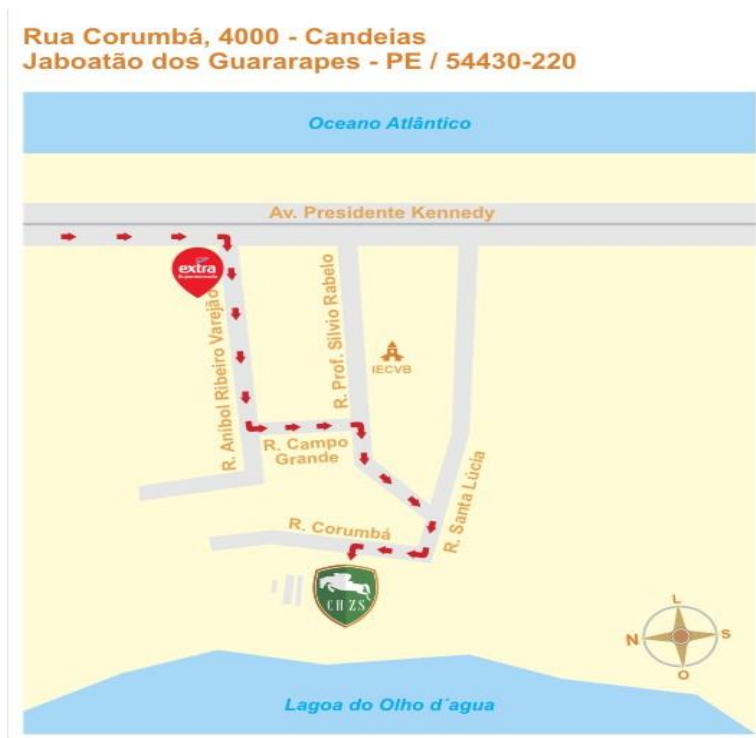 Rua Corumbá, 4000 - Candeias
Jaboatão dos Guararapes - PE / 54430-220
Oceano Atlântico
Av. Presidente Kennedy
extra
R. Anibol Ribeiro Varejão
R. Prof. Silvio Rabelo
IECVB
R. Campo
Grande
R. Santa Lúcia
R. Corumbá
CHZS
L
N
S
O
Lagoa do Olho d´agua